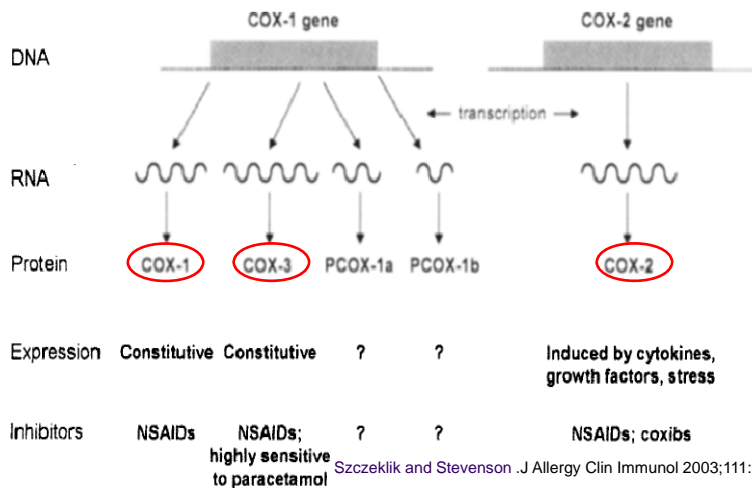 COX-1 gene COX-2 gene
DNA
transcription
RNA
Protein COX-1 COX-3 PCOX-1a PCOX-1b COX-2
Expression Constitutive Constitutive ? ? Induced by cytokines,
growth factors, stress
Inhibitors NSAIDs NSAIDs; ? ? NSAIDs; coxibs
highly sensitive
to paracetamol Szczeklik and Stevenson .J Allergy Clin Immunol 2003;111: